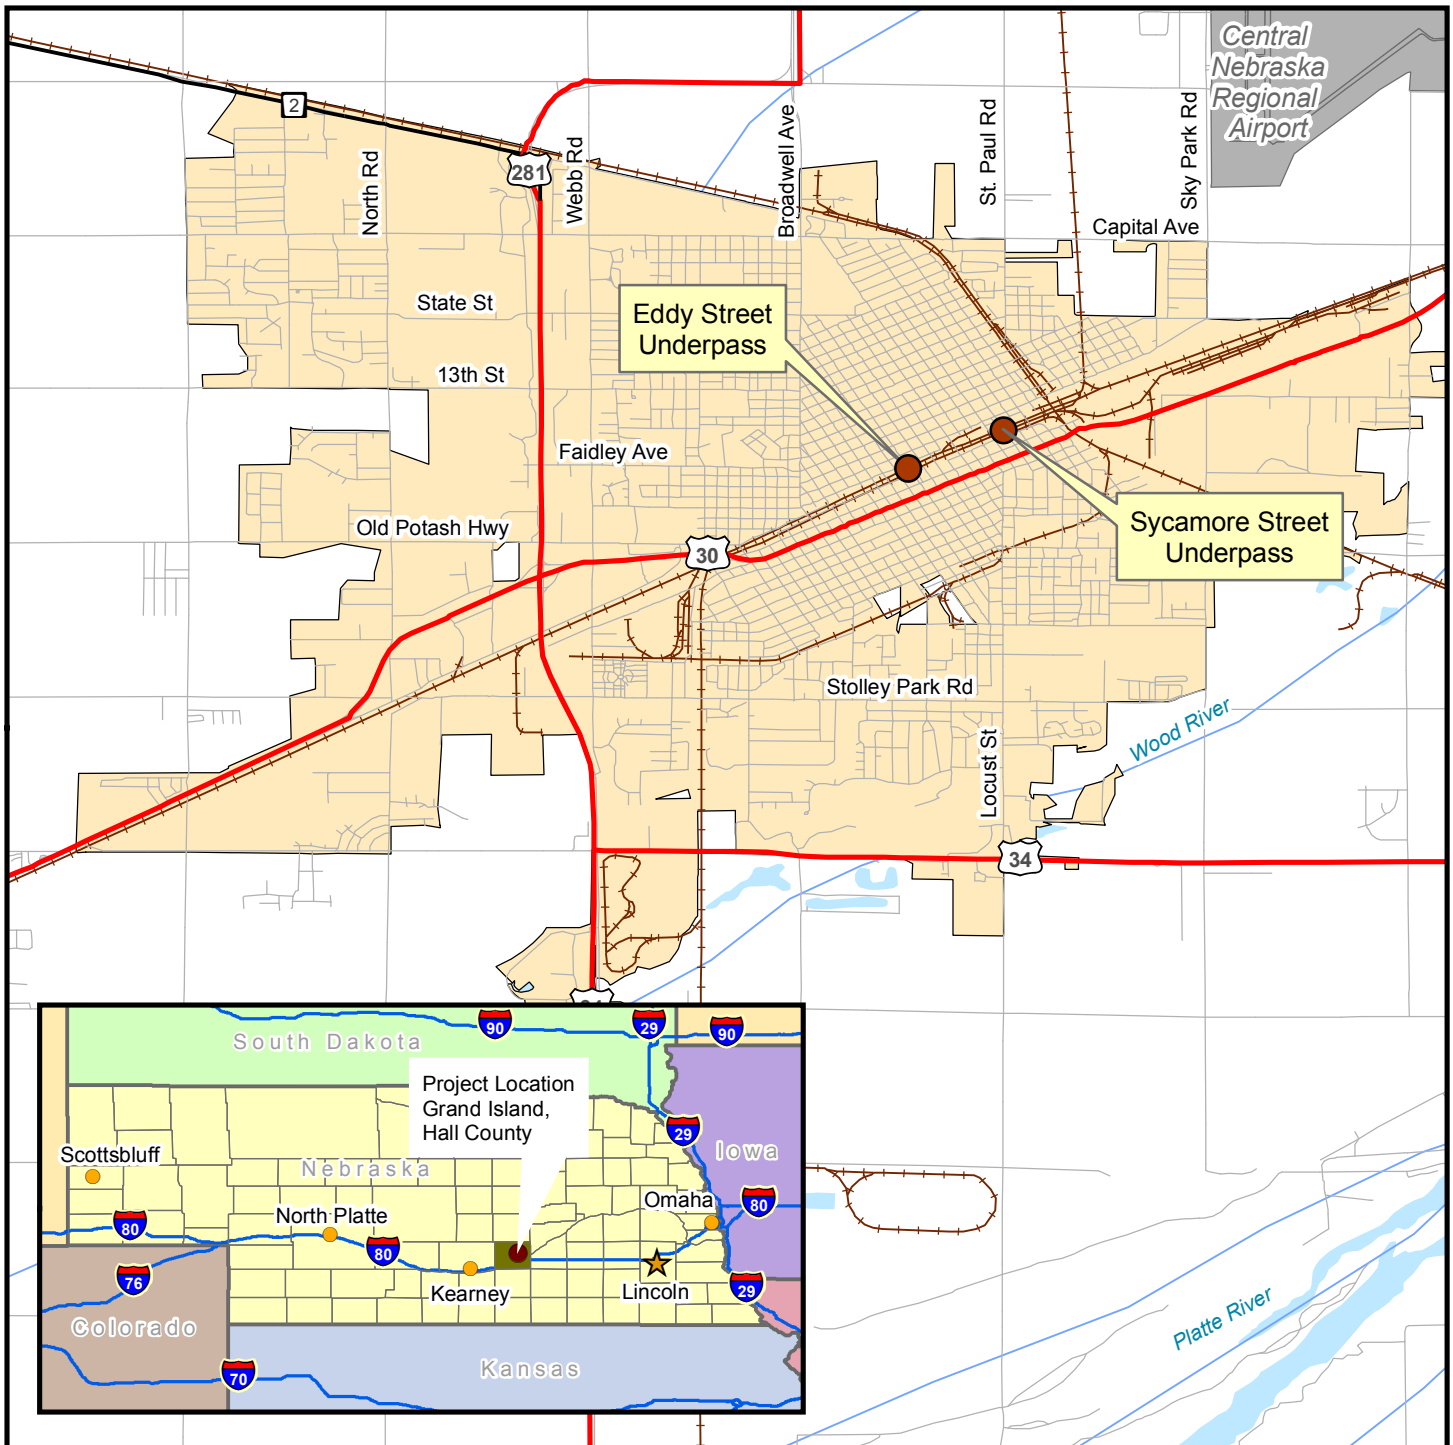 Central
Nebraska
Regional
Airport
2
281
North Rd
Webb Rd
Broadwell Ave
St. Paul Rd
Sky Park Rd
Capital Ave
State St
Eddy Street
Underpass
13th St
Faidley Ave
Old Potash Hwy
30
Sycamore Street
Underpass
Stolley Park Rd
Locust St
Wood River
34
South Dakota
90
29
90
Project Location
Grand Island,
Hall County
29
Iowa
Scottsbluff
Nebraska
Omaha
80
North Platte
80
80
76
Kearney
Lincoln
29
Colorado
Kansas
70
Platte River